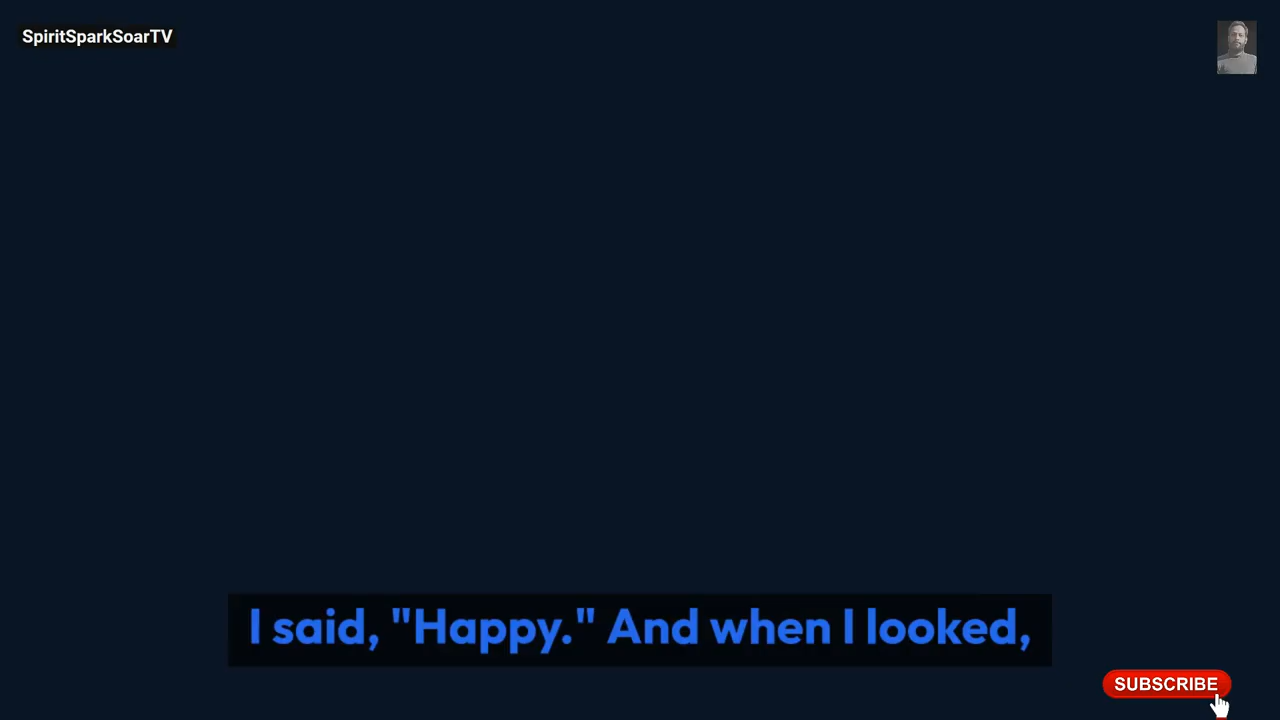 SpiritSparkSoarTV
I said, "Happy." And when I looked,
SUBSCRIBE